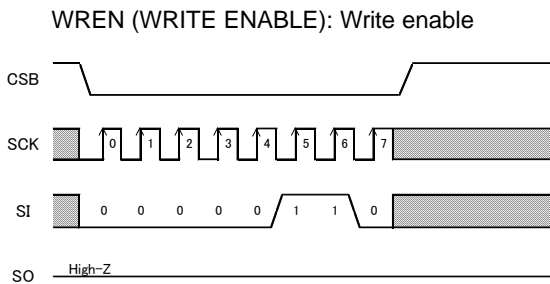 WREN (WRITE ENABLE): Write enable
CSB
SCK 0 1 2 3 4 5 6 7
SI 0 0 0 0 0 1 1 0
SO High-Z